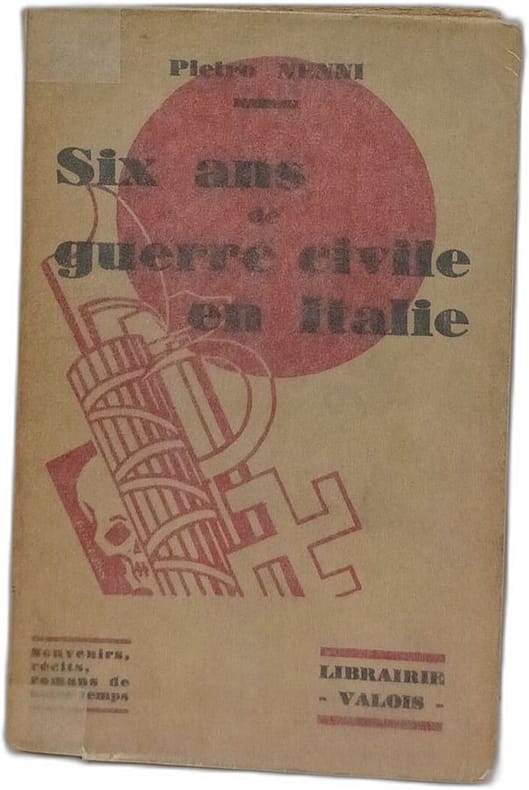 Pietro NENNI
Six ans
de
guerre civile
en Italie
Souvenirs,
récits,
romans de
temps
LIBRAIRIE
- VALOIS -